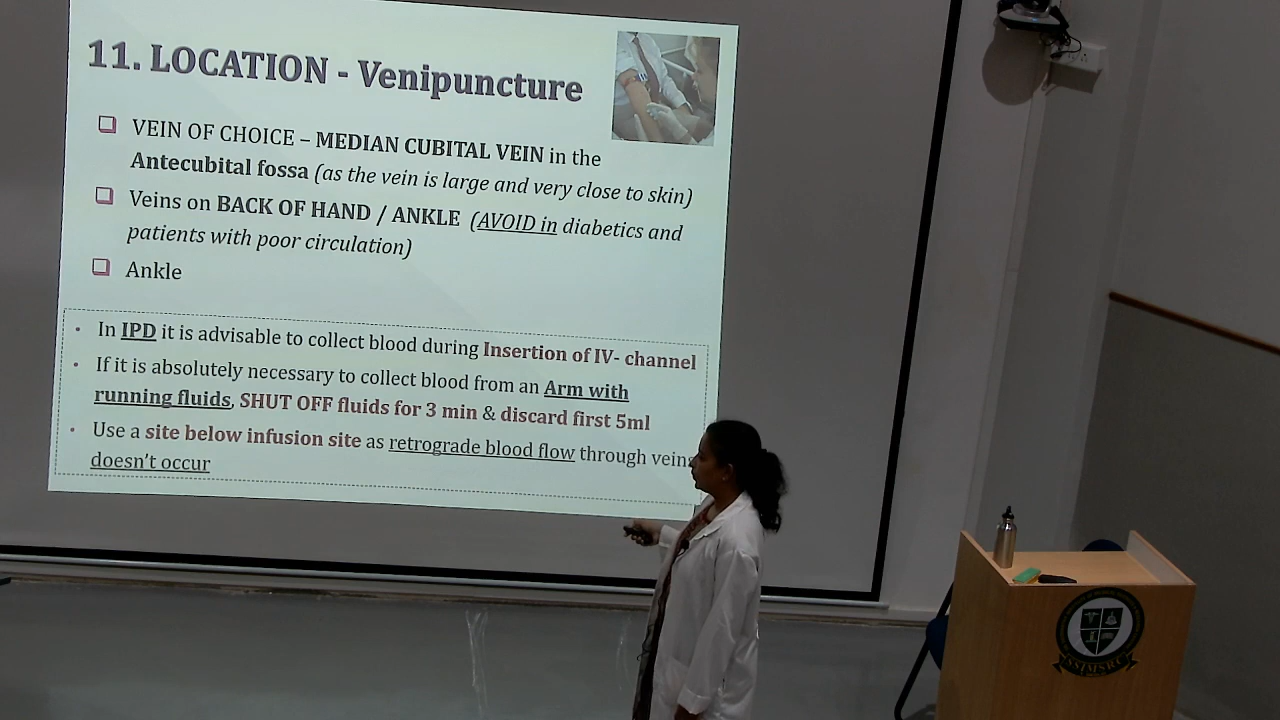 11. LOCATION - Venipuncture
❑ VEIN OF CHOICE – MEDIAN CUBITAL VEIN in the
Antecubital fossa (as the vein is large and very close to skin)
❑ Veins on BACK OF HAND / ANKLE (AVOID in diabetics and
patients with poor circulation)
❑ Ankle
• In IPD it is advisable to collect blood during Insertion of IV- channel
• If it is absolutely necessary to collect blood from an Arm with
running fluids, SHUT OFF fluids for 3 min & discard first 5ml
• Use a site below infusion site as retrograde blood flow through veins
doesn't occur
SSIMSRC